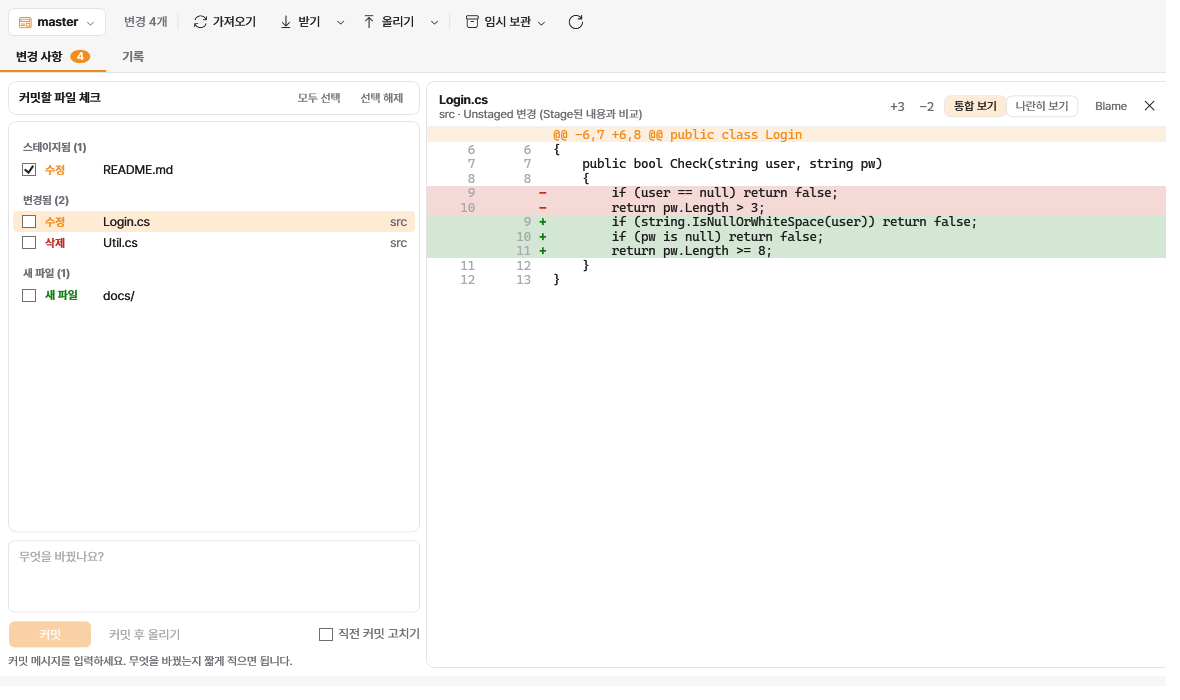 master 변경 4개 가져오기 받기 올리기 임시 보관
변경 사항 4 기록
커밋할 파일 체크 모두 선택 선택 해제
스테이지됨 (1)
수정 README.md
변경됨 (2)
수정 Login.cs src
삭제 Util.cs src
새 파일 (1)
새 파일 docs/
무엇을 바꿨나요?
커밋 커밋 후 올리기 직전 커밋 고치기
커밋 메시지를 입력하세요. 무엇을 바꿨는지 짧게 적으면 됩니다.
Login.cs
src · Unstaged 변경 (Stage된 내용과 비교)
+3 −2 통합 보기 나란히 보기 Blame
@@ -6,7 +6,8 @@ public class Login
6 6 {
7 7 public bool Check(string user, string pw)
8 8 {
9 - if (user == null) return false;
10 - return pw.Length > 3;
9 + if (string.IsNullOrWhiteSpace(user)) return false;
10 + if (pw is null) return false;
11 + return pw.Length >= 8;
11 12 }
12 13 }